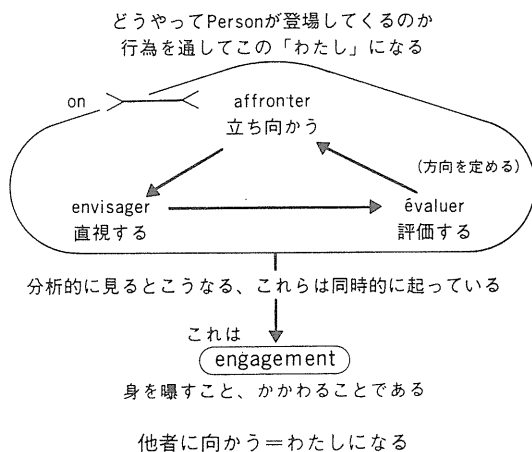 どうやってPersonが登場してくるのか
行為を通してこの「わたし」になる
on
affronter
立ち向かう
(方向を定める)
envisager
直視する
évaluer
評価する
分析的に見るとこうなる、これらは同時的に起っている
これは
engagement
身を曝すこと、かかわることである
他者に向かう＝わたしになる